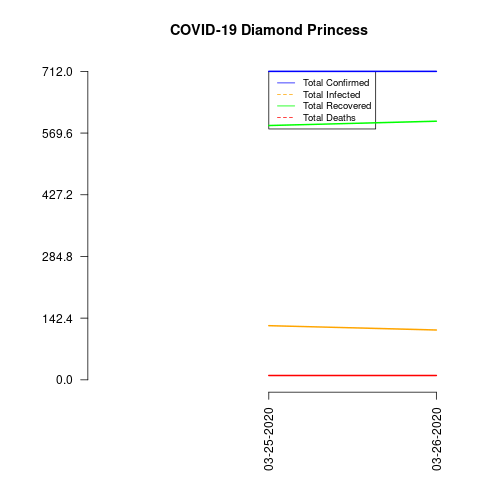 COVID-19 Diamond Princess
712.0
569.6
427.2
284.8
142.4
0.0
Total Confirmed
Total Infected
Total Recovered
Total Deaths
03-25-2020
03-26-2020